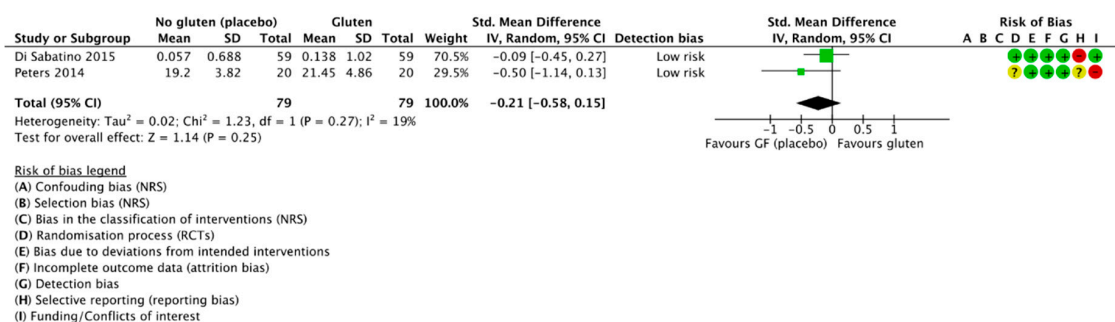 No gluten (placebo) Gluten Std. Mean Difference Std. Mean Difference Risk of Bias
Study or Subgroup Mean SD Total Mean SD Total Weight IV, Random, 95% CI Detection bias IV, Random, 95% CI A B C D E F G H I
Di Sabatino 2015 0.057 0.688 59 0.138 1.02 59 70.5% −0.09 [−0.45, 0.27] Low risk + + + + − +
Peters 2014 19.2 3.82 20 21.45 4.86 20 29.5% −0.50 [−1.14, 0.13] Low risk ? + + + ? −
Total (95% CI) 79 79 100.0% −0.21 [−0.58, 0.15]
Heterogeneity: Tau² = 0.02; Chi² = 1.23, df = 1 (P = 0.27); I² = 19%
Test for overall effect: Z = 1.14 (P = 0.25)
−1 −0.5 0 0.5 1
Favours GF (placebo) Favours gluten
Risk of bias legend
(A) Confouding bias (NRS)
(B) Selection bias (NRS)
(C) Bias in the classification of interventions (NRS)
(D) Randomisation process (RCTs)
(E) Bias due to deviations from intended interventions
(F) Incomplete outcome data (attrition bias)
(G) Detection bias
(H) Selective reporting (reporting bias)
(I) Funding/Conflicts of interest